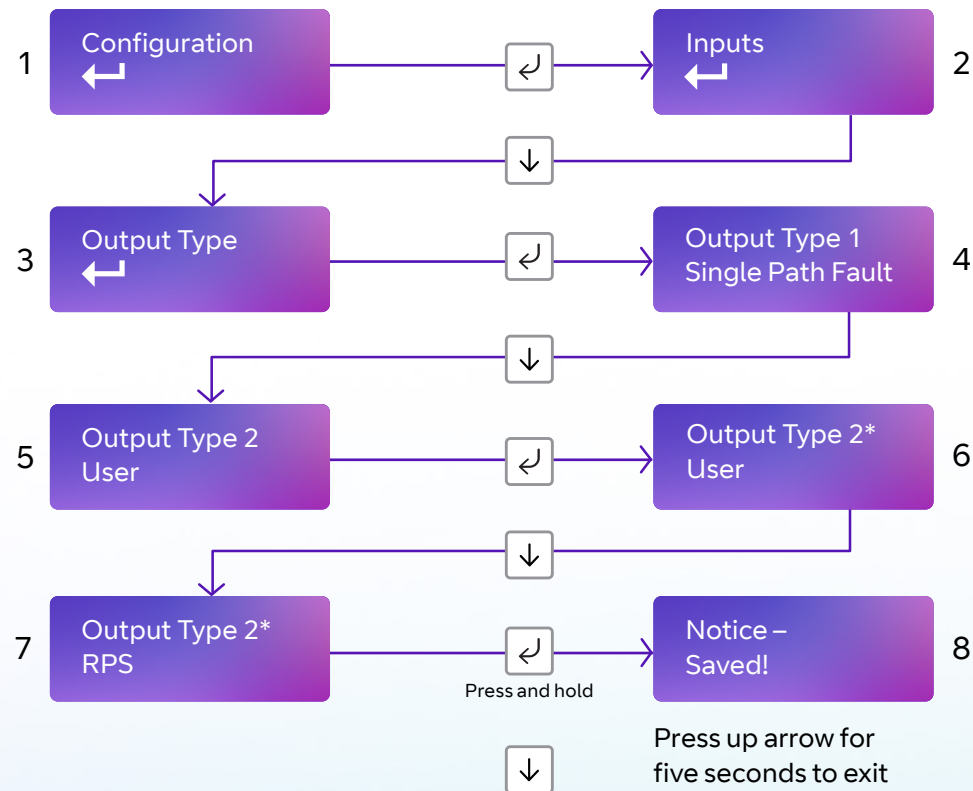 1
Configuration
Inputs
2
3
Output Type
Output Type 1
Single Path Fault
4
5
Output Type 2
User
Output Type 2*
User
6
7
Output Type 2*
RPS
Press and hold
Notice –
Saved!
8
Press up arrow for
five seconds to exit